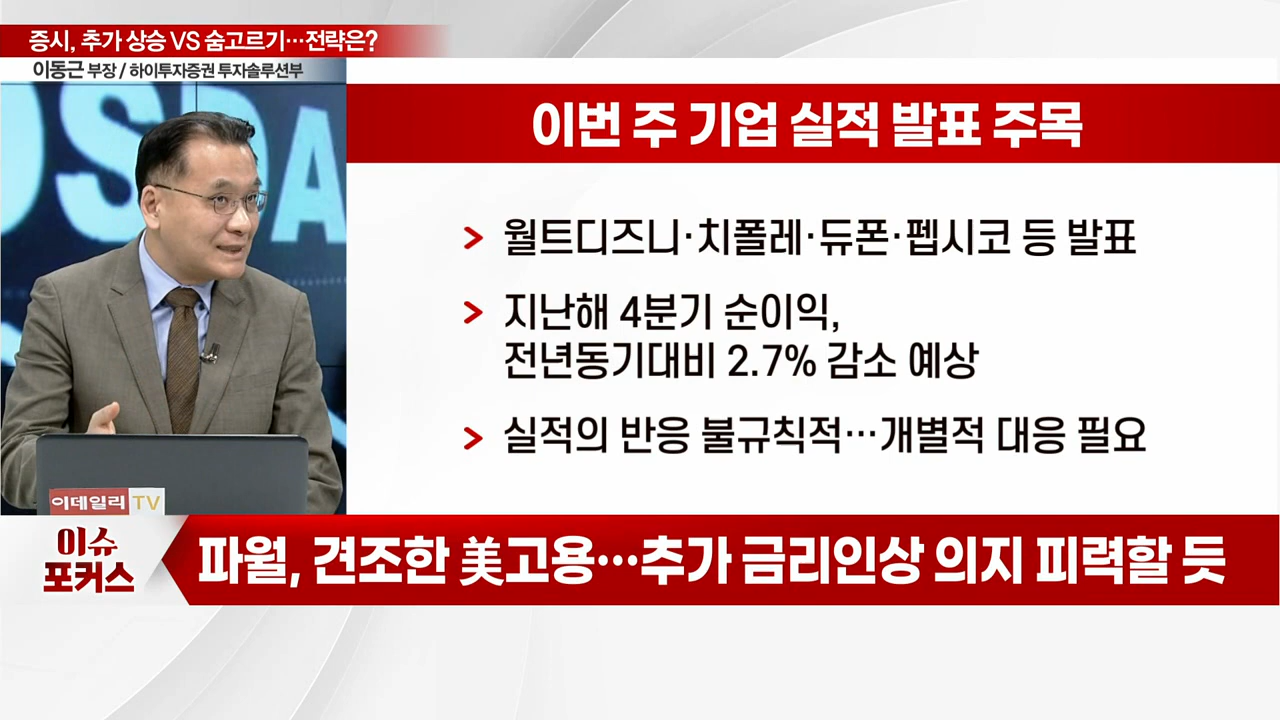 증시, 추가 상승 VS 숨고르기…전략은?
이동근 부장 / 하이투자증권 투자솔루션부
OSDA
이번 주 기업 실적 발표 주목
> 월트디즈니·치폴레·듀폰·펩시코 등 발표
> 지난해 4분기 순이익,
전년동기대비 2.7% 감소 예상
> 실적의 반응 불규칙적…개별적 대응 필요
이데일리 TV
이슈
포커스
파월, 견조한 美고용…추가 금리인상 의지 피력할 듯